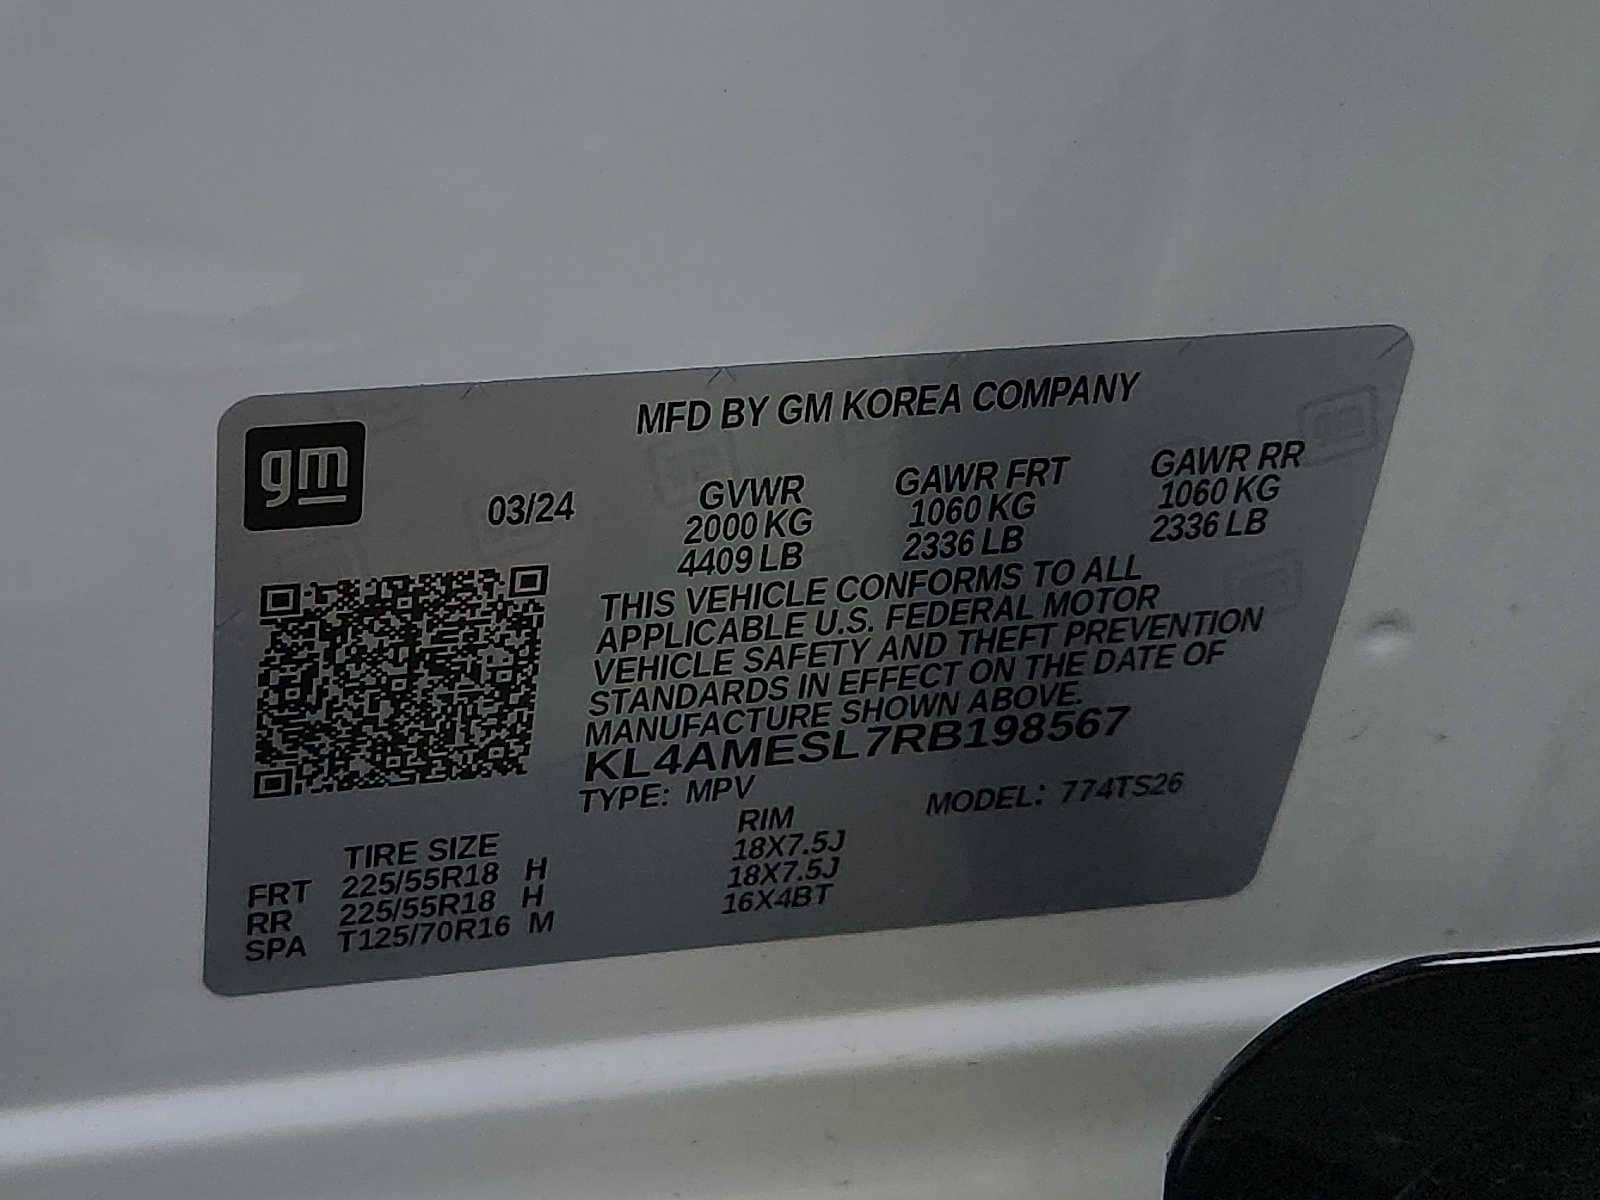 gm
MFD BY GM KOREA COMPANY
03/24 GVWR GAWR FRT GAWR RR
2000 KG 1060 KG 1060 KG
4409 LB 2336 LB 2336 LB
THIS VEHICLE CONFORMS TO ALL
APPLICABLE U.S. FEDERAL MOTOR
VEHICLE SAFETY AND THEFT PREVENTION
STANDARDS IN EFFECT ON THE DATE OF
MANUFACTURE SHOWN ABOVE.
KL4AMESL7RB198567
TYPE: MPV MODEL: 774TS26
TIRE SIZE RIM
FRT 225/55R18 H 18X7.5J
RR 225/55R18 H 18X7.5J
SPA T125/70R16 M 16X4BT